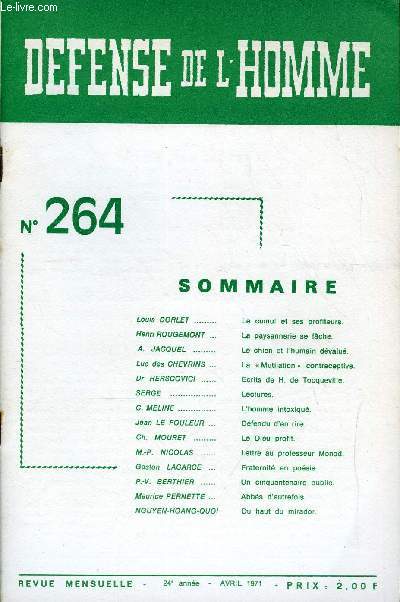 Le-livre.com
DEFENSE DE L'HOMME
N° 264
SOMMAIRE
Louis DORLET .......... Le cumul et ses profiteurs.
Henri ROUGEMONT ... La paysannerie se fâche.
A. JACQUEL .......... Le chien et l'humain dévalué.
Luc des CHEVRINS ... La « Mutilation » contraceptive.
Dr HERSCOVICI ...... Ecrits de H. de Tocqueville.
SERGE .................. Lectures.
C. MELINE ................ L'homme intoxiqué.
Jean LE FOULEUR ... Défendu d'en rire.
Ch. MOURET .......... Le Dieu profit.
M.-P. NICOLAS ...... Lettre au professeur Monod.
Gaston LAGARDE ... Fraternité en poésie.
P.-V. BERTHIER ...... Un cinquantenaire oublié.
Maurice PERNETTE ... Abbés d'autrefois.
NGUYEN-HOANG-QUOI Du haut du mirador.
REVUE MENSUELLE - 24e année - AVRIL 1971 - PRIX : 2,00 F